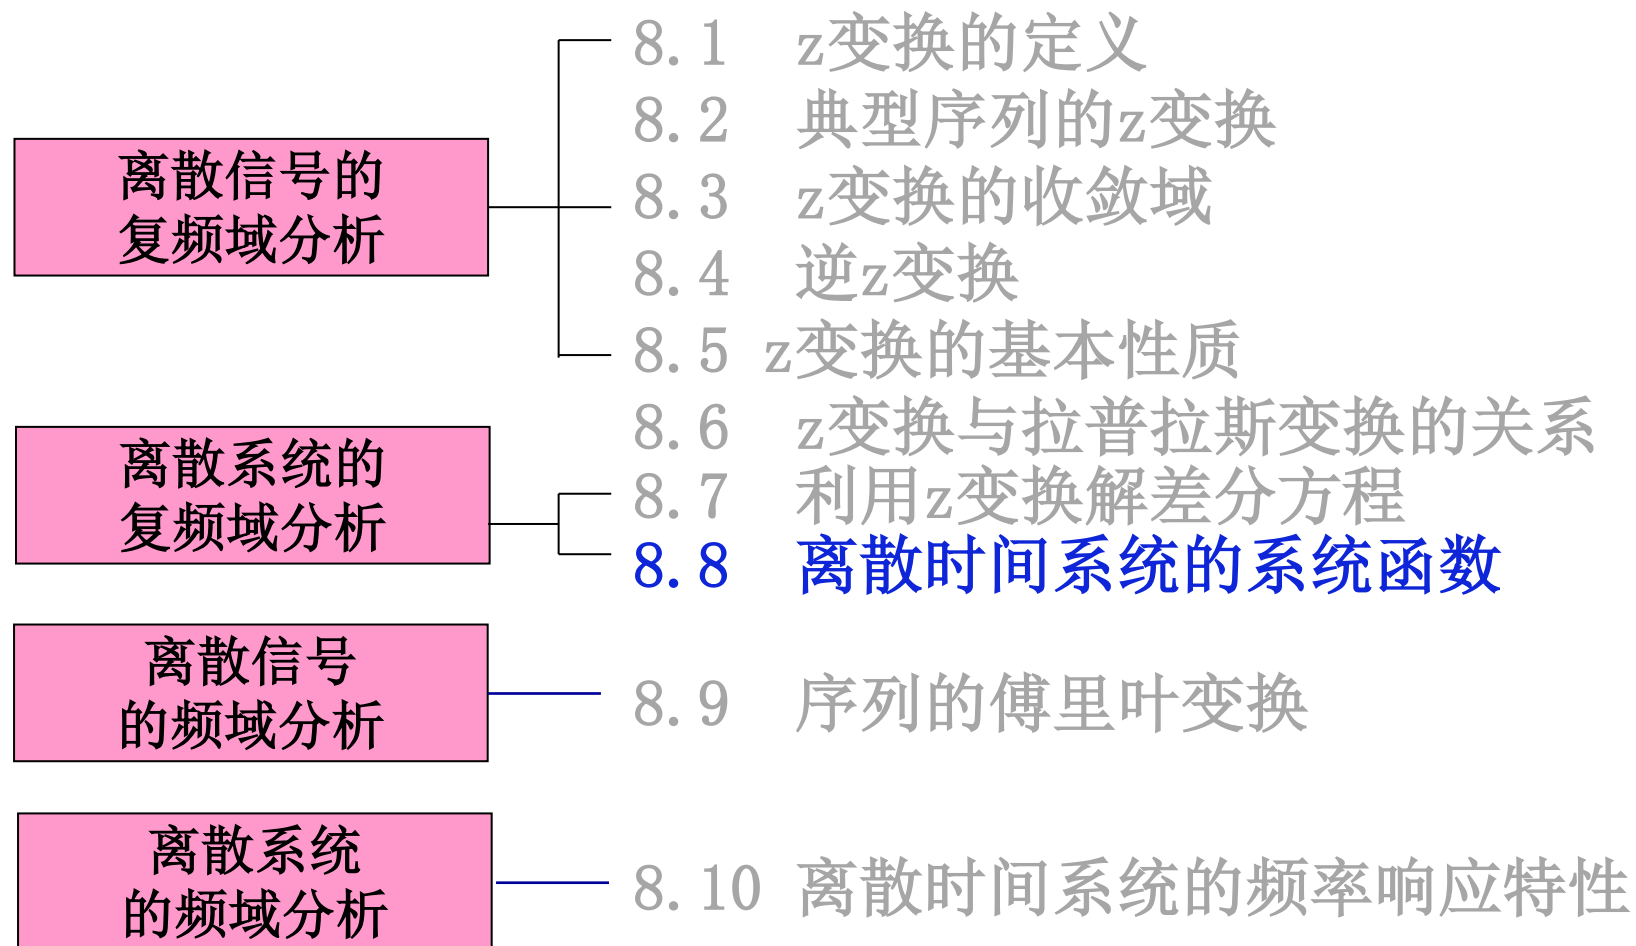 离散信号的
复频域分析
8.1 z变换的定义
8.2 典型序列的z变换
8.3 z变换的收敛域
8.4 逆z变换
8.5 z变换的基本性质
8.6 z变换与拉普拉斯变换的关系
离散系统的
复频域分析
8.7 利用z变换解差分方程
8.8 离散时间系统的系统函数
离散信号
的频域分析
8.9 序列的傅里叶变换
离散系统
的频域分析
8.10 离散时间系统的频率响应特性